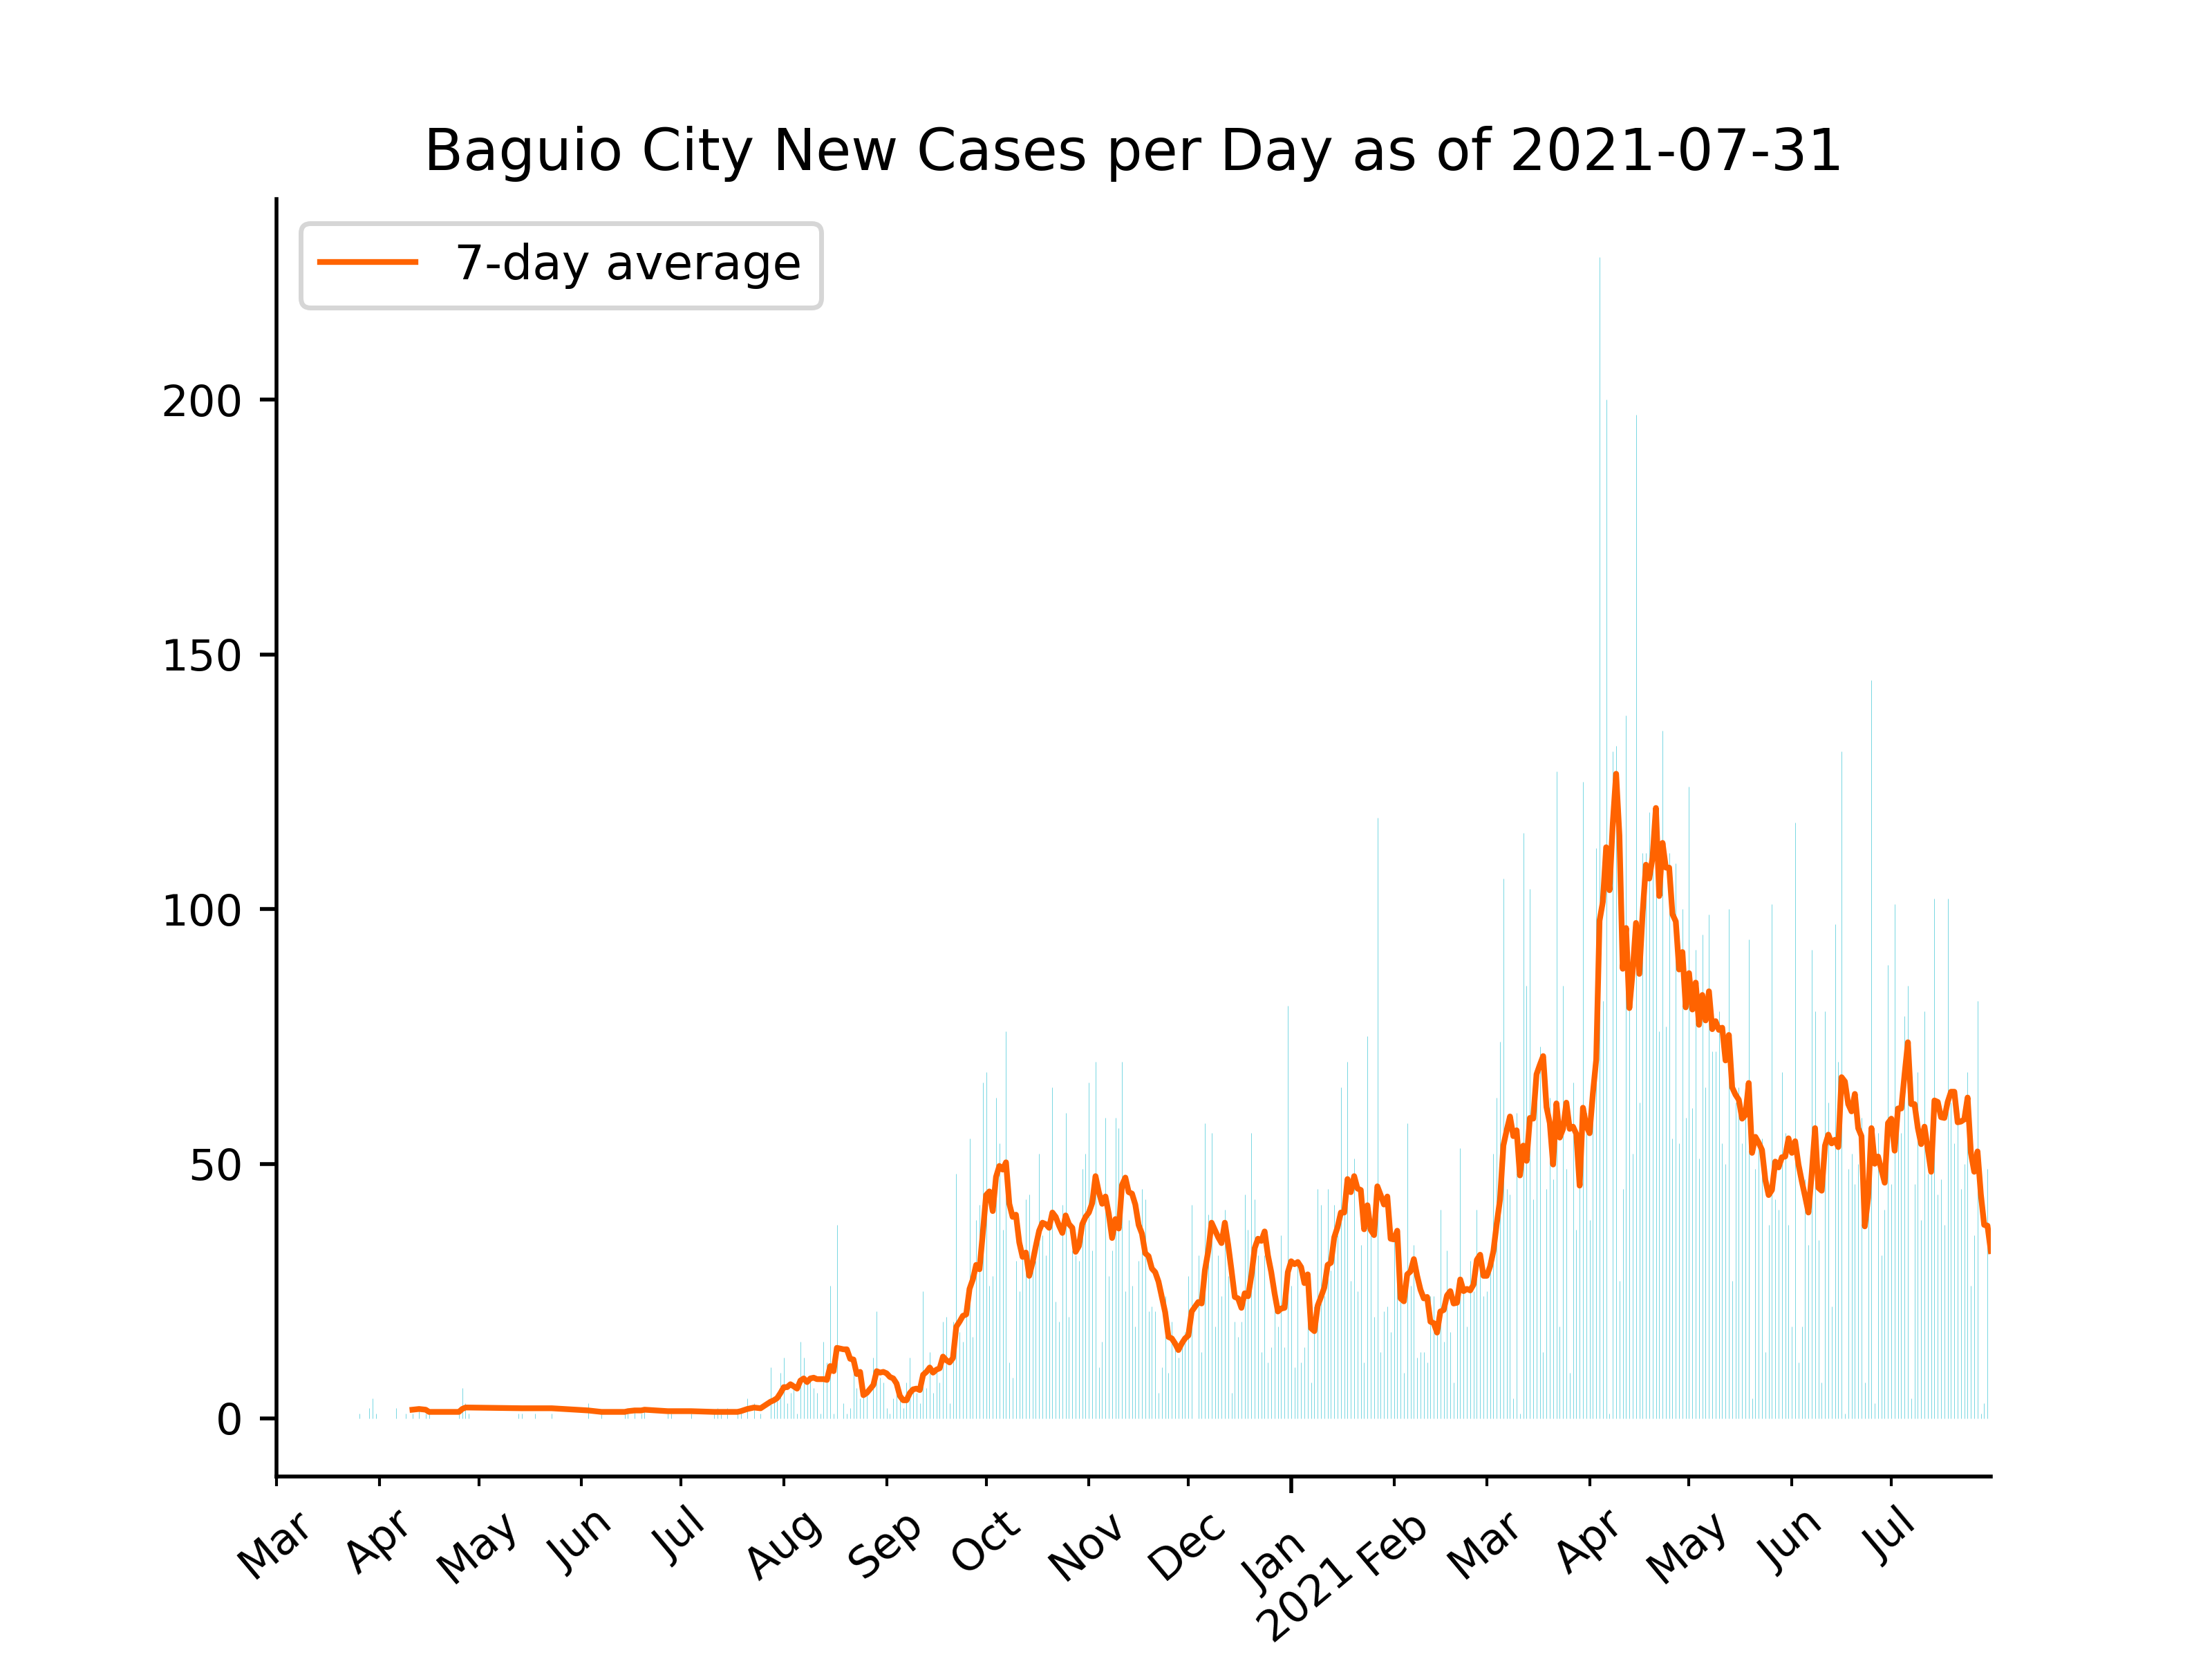 Baguio City New Cases per Day as of 2021-07-31
7-day average
200
150
100
50
0
Mar
Apr
May
Jun
Jul
Aug
Sep
Oct
Nov
Dec
Jan
2021
Feb
Mar
Apr
May
Jun
Jul